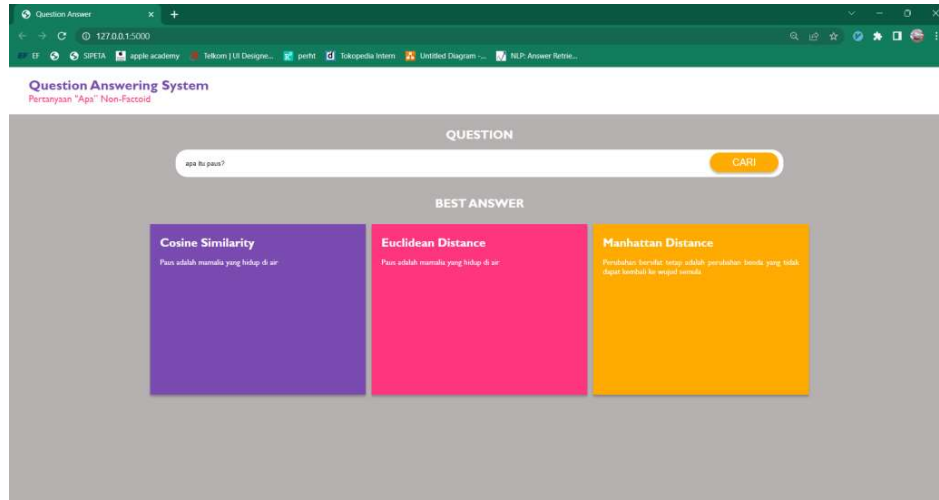 Question Answer
127.0.0.1:5000
EF
SIPETA
apple academy
Telkom | UI Designe...
perht
Tokopedia Intern
Untitled Diagram -...
NLP: Answer Retrie...
Question Answering System
Pertanyaan "Apa" Non-Factoid
QUESTION
apa itu paus?
CARI
BEST ANSWER
Cosine Similarity
Paus adalah mamalia yang hidup di air
Euclidean Distance
Paus adalah mamalia yang hidup di air
Manhattan Distance
Perubahan bersifat tetap adalah perubahan benda yang tidak
dapat kembali ke wujud semula